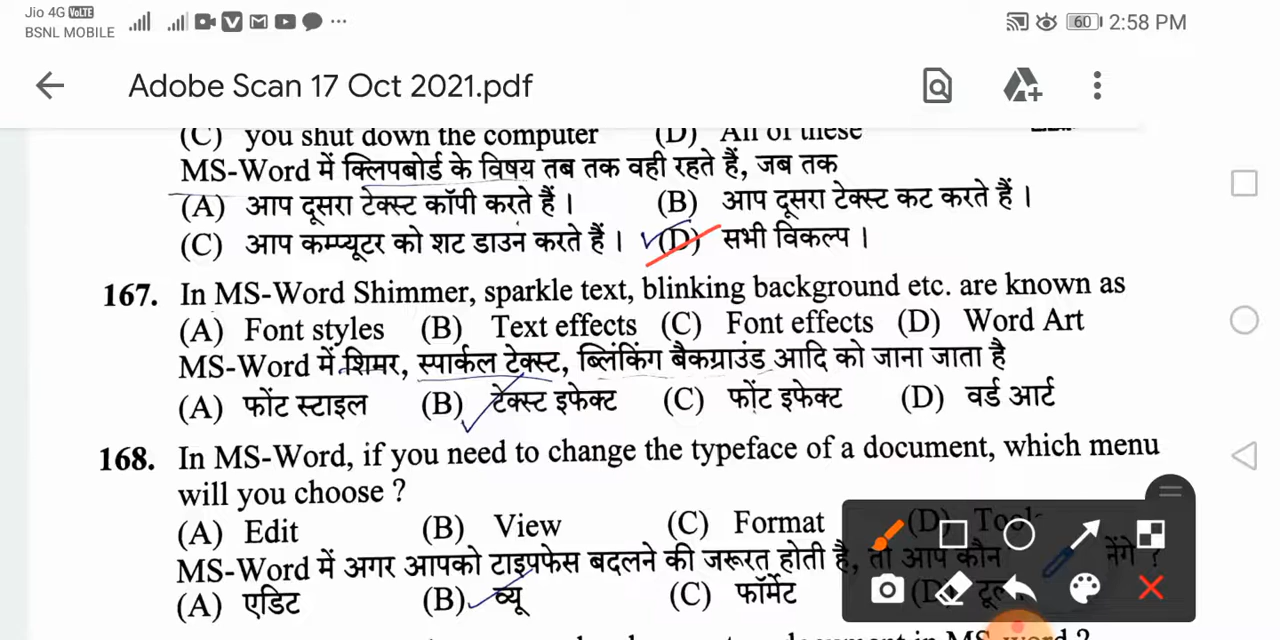 Jio 4G VoLTE
BSNL MOBILE
60 2:58 PM
Adobe Scan 17 Oct 2021.pdf
(C) you shut down the computer (D) All of these
MS-Word में क्लिपबोर्ड के विषय तब तक वही रहते हैं, जब तक
(A) आप दूसरा टेक्स्ट कॉपी करते हैं। (B) आप दूसरा टेक्स्ट कट करते हैं।
(C) आप कम्प्यूटर को शट डाउन करते हैं। (D) सभी विकल्प।
167. In MS-Word Shimmer, sparkle text, blinking background etc. are known as
(A) Font styles (B) Text effects (C) Font effects (D) Word Art
MS-Word में शिमर, स्पार्कल टेक्स्ट, ब्लिंकिंग बैकग्राउंड आदि को जाना जाता है
(A) फोंट स्टाइल (B) टेक्स्ट इफेक्ट (C) फोंट इफेक्ट (D) वर्ड आर्ट
168. In MS-Word, if you need to change the typeface of a document, which menu
will you choose ?
(A) Edit (B) View (C) Format (D)
MS-Word में अगर आपको टाइपफेस बदलने की जरूरत होती है, तो आप कौन
(A) एडिट (B) व्यू (C) फॉर्मेट (D)